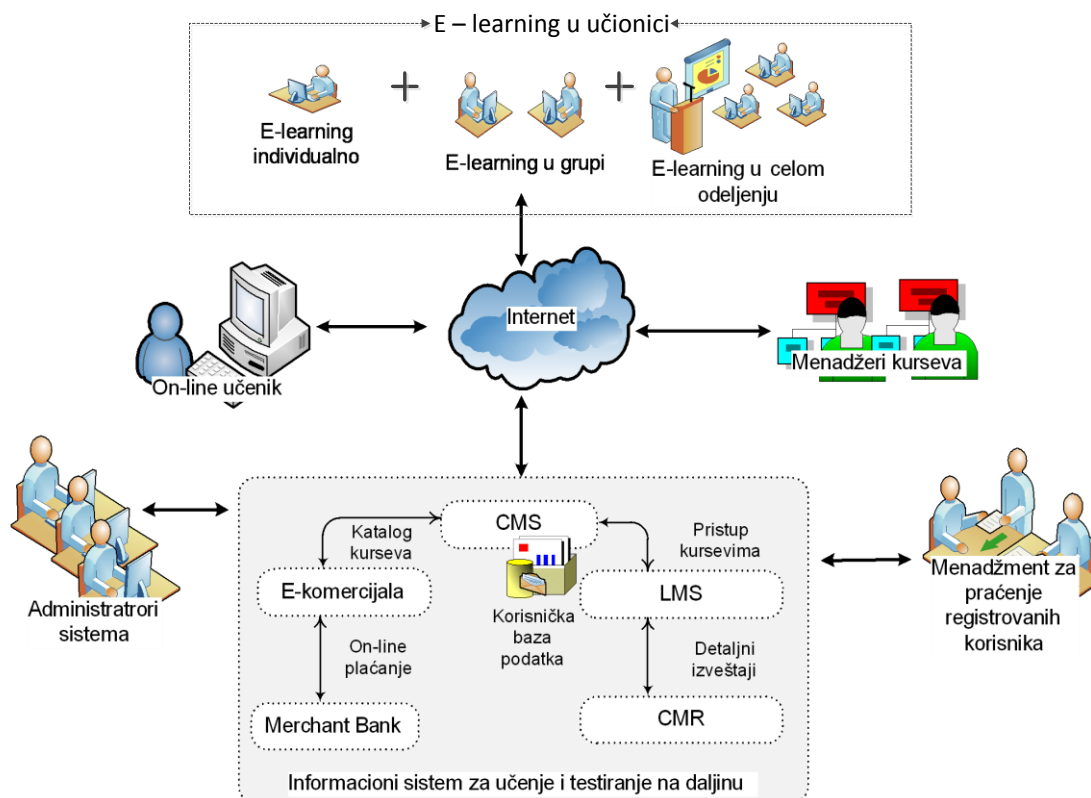 E – learning u učionici
E-learning
individualno
E-learning u grupi
E-learning u celom
odeljenju
Internet
On-line učenik
Menadžeri kurseva
Administratrori
sistema
CMS
Katalog
kurseva
Pristup
kursevima
E-komercijala
Korisnička
baza
podatka
LMS
On-line
plaćanje
Detaljni
izveštaji
Merchant Bank
CMR
Informacioni sistem za učenje i testiranje na daljinu
Menadžment za
praćenje
registrovanih
korisnika